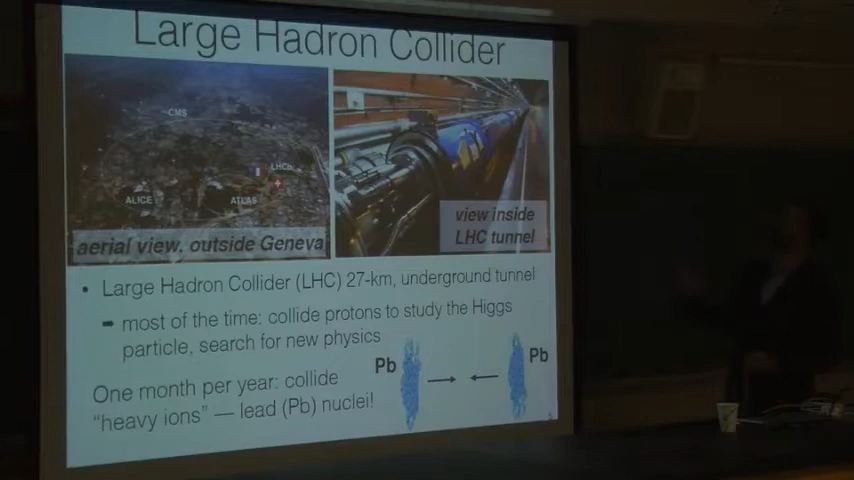 Large Hadron Collider
CMS
LHCb
ALICE
ATLAS
aerial view, outside Geneva
view inside
LHC tunnel
• Large Hadron Collider (LHC) 27-km, underground tunnel
most of the time: collide protons to study the Higgs
particle, search for new physics
One month per year: collide
“heavy ions” — lead (Pb) nuclei!
Pb
Pb